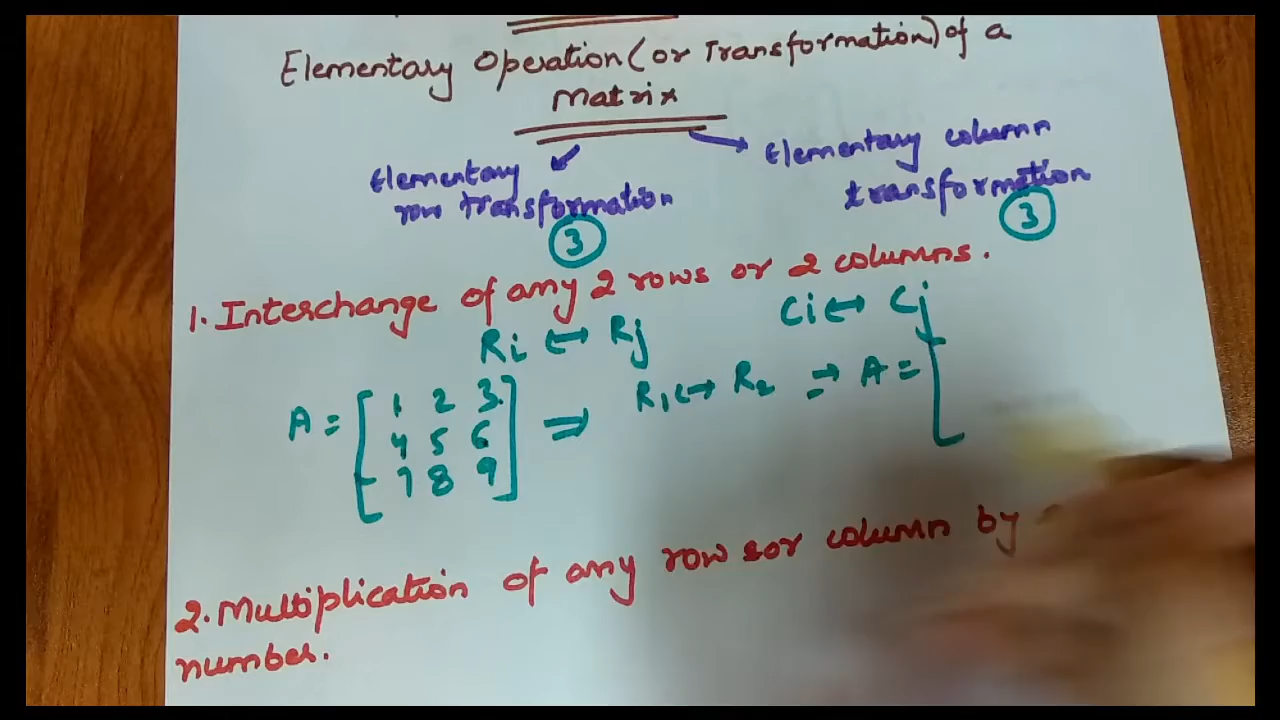 Elementary Operation (or Transformation) of a
Matrix
Elementary
row transformation
3
Elementary column
transformation
3
1. Interchange of any 2 rows or 2 columns.
Ri ↔ Rj
Ci ↔ Cj
A = [ 1 2 3
4 5 6
7 8 9 ]
⇒ R1 ↔ R2 ⇒ A = [
2. Multiplication of any row or column by
number.